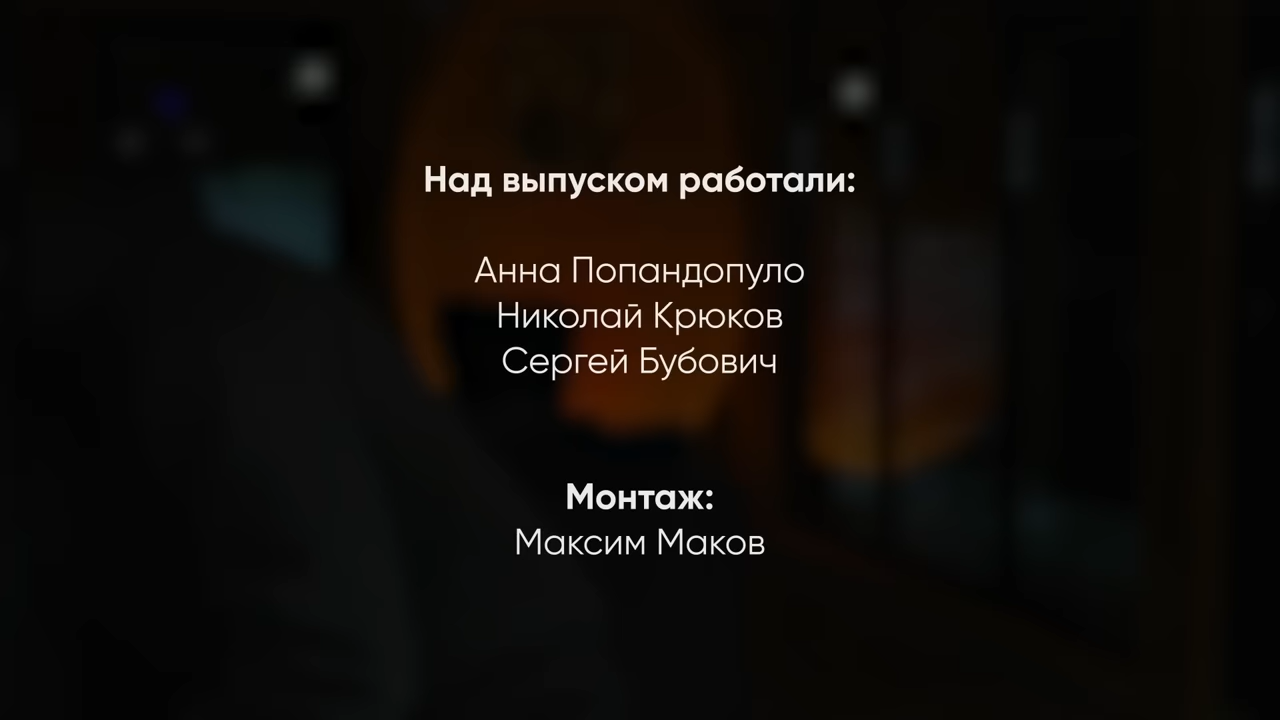 Над выпуском работали:
Анна Попандопуло
Николай Крюков
Сергей Бубович
Монтаж:
Максим Маков